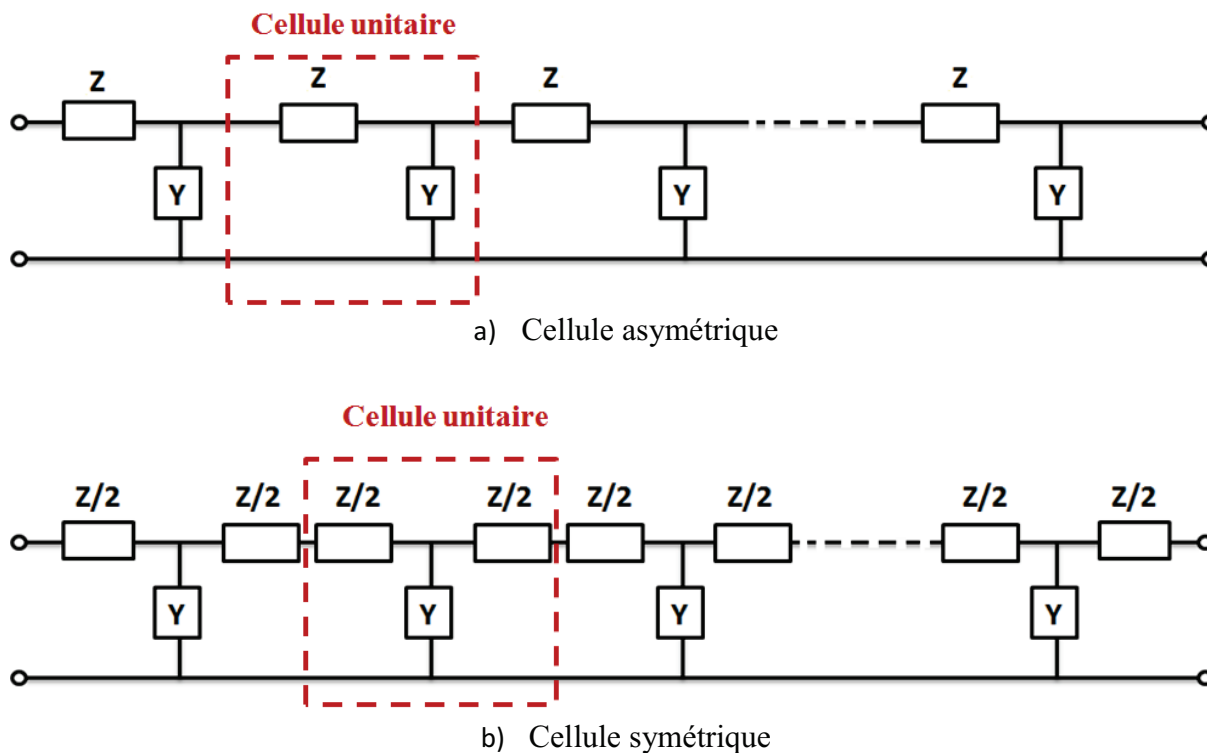 Cellule unitaire
Z Z Z Z
Y Y Y Y
a) Cellule asymétrique
Cellule unitaire
Z/2 Z/2 Z/2 Z/2 Z/2 Z/2 Z/2 Z/2
Y Y Y Y
b) Cellule symétrique